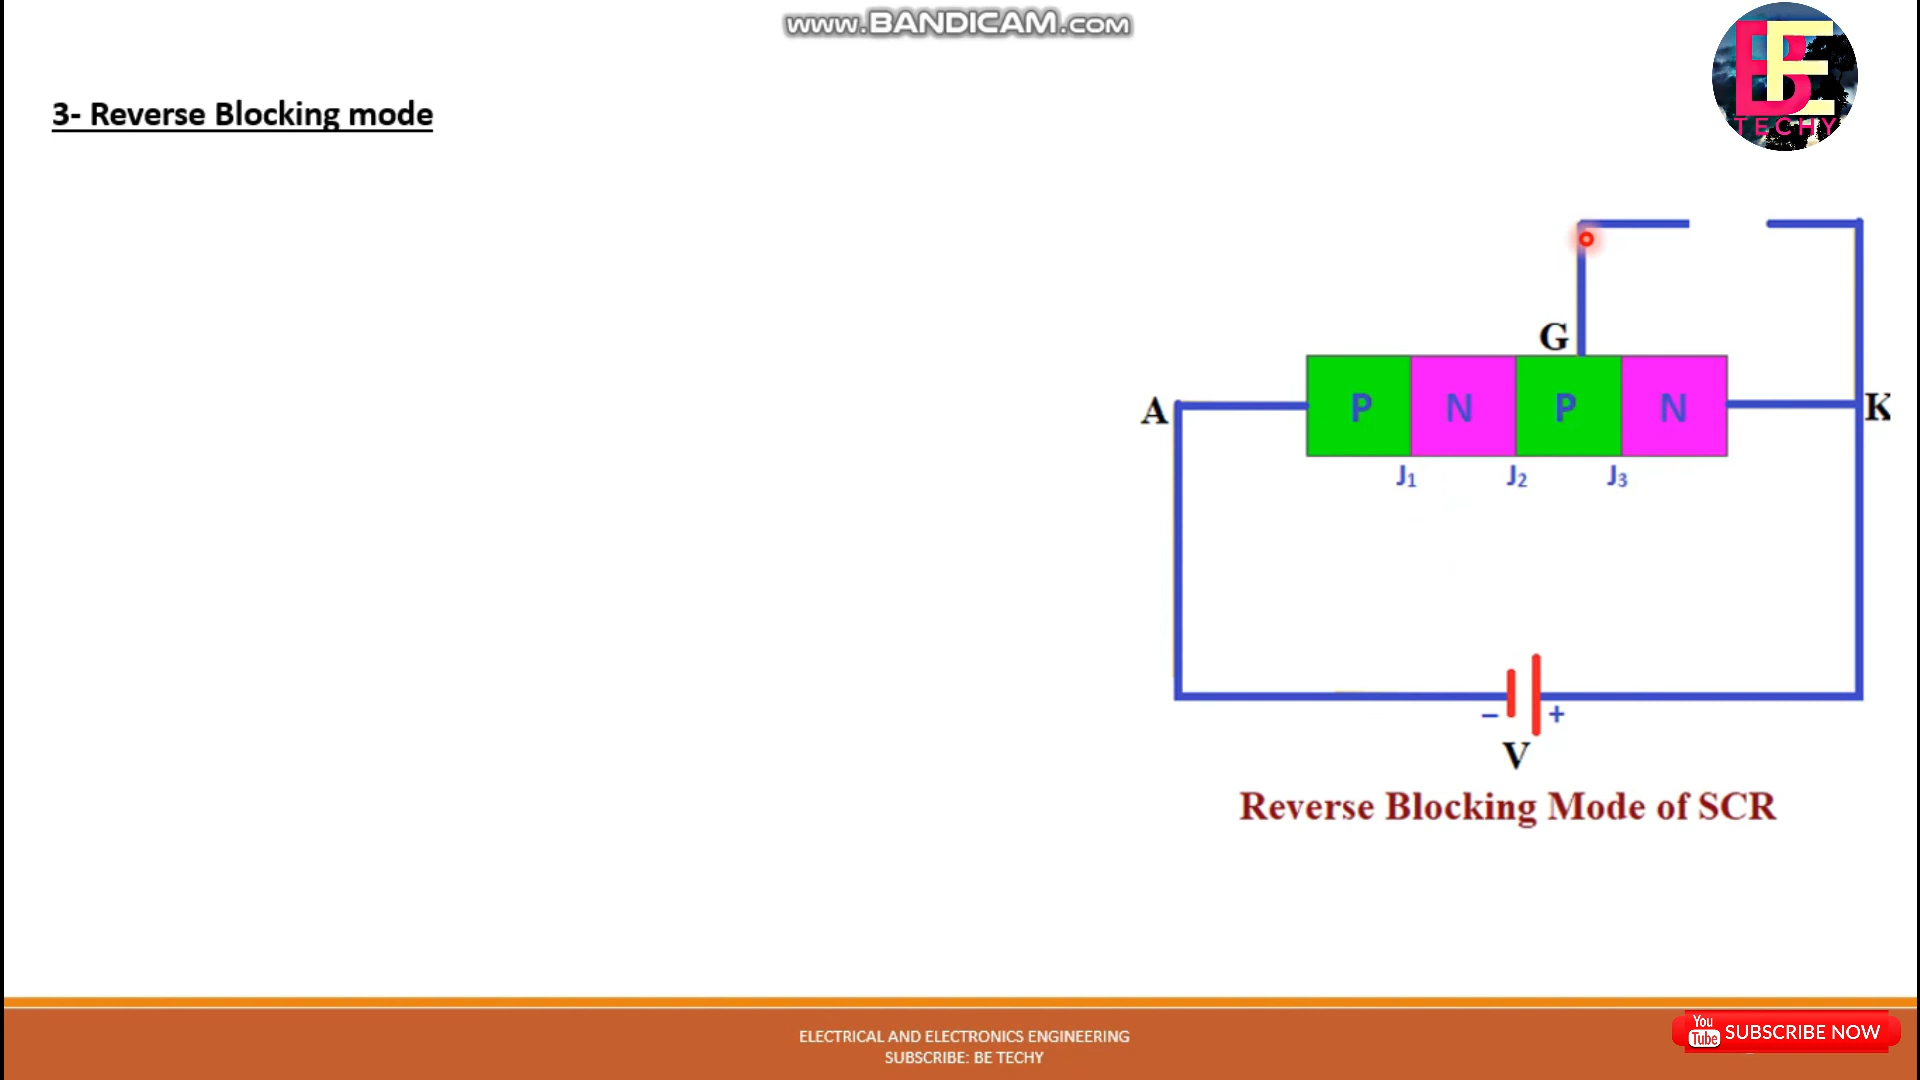 www.BANDICAM.com
BE
TECHY
3- Reverse Blocking mode
G
A
P N P N
K
J₁ J₂ J₃
– +
V
Reverse Blocking Mode of SCR
ELECTRICAL AND ELECTRONICS ENGINEERING
SUBSCRIBE: BE TECHY
You
Tube
SUBSCRIBE NOW